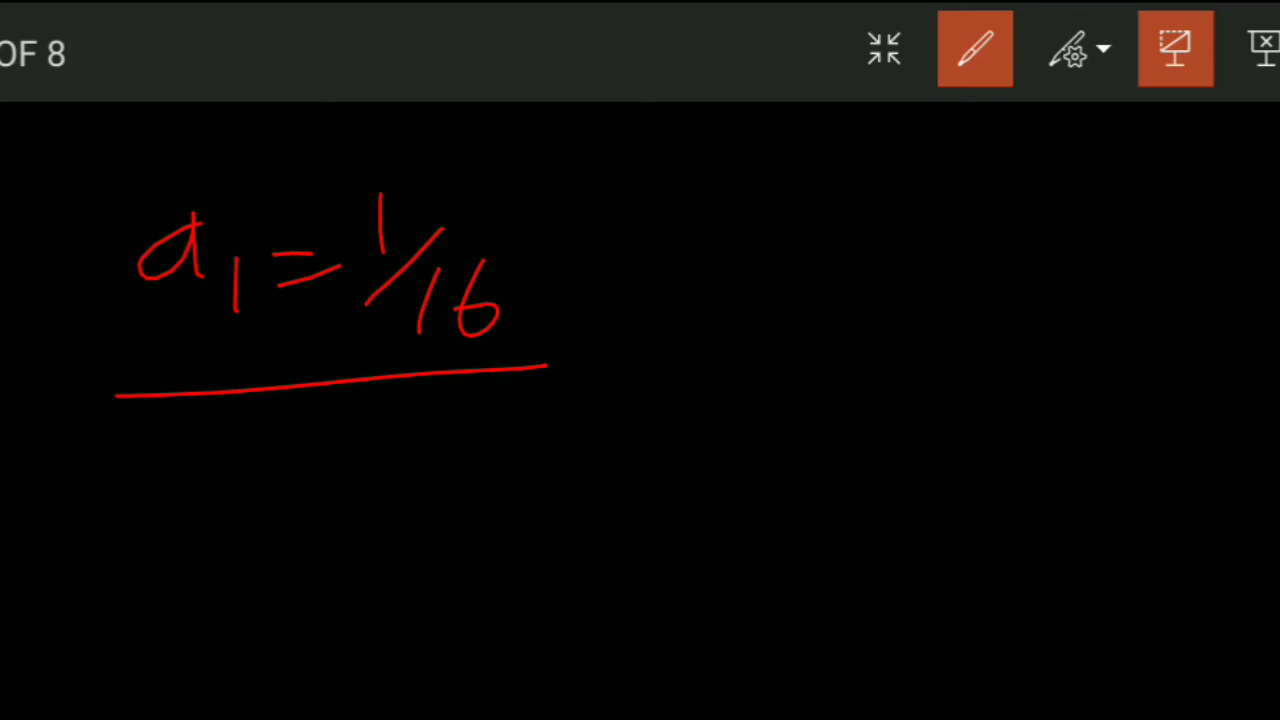 OF 8
a₁ = 1/16